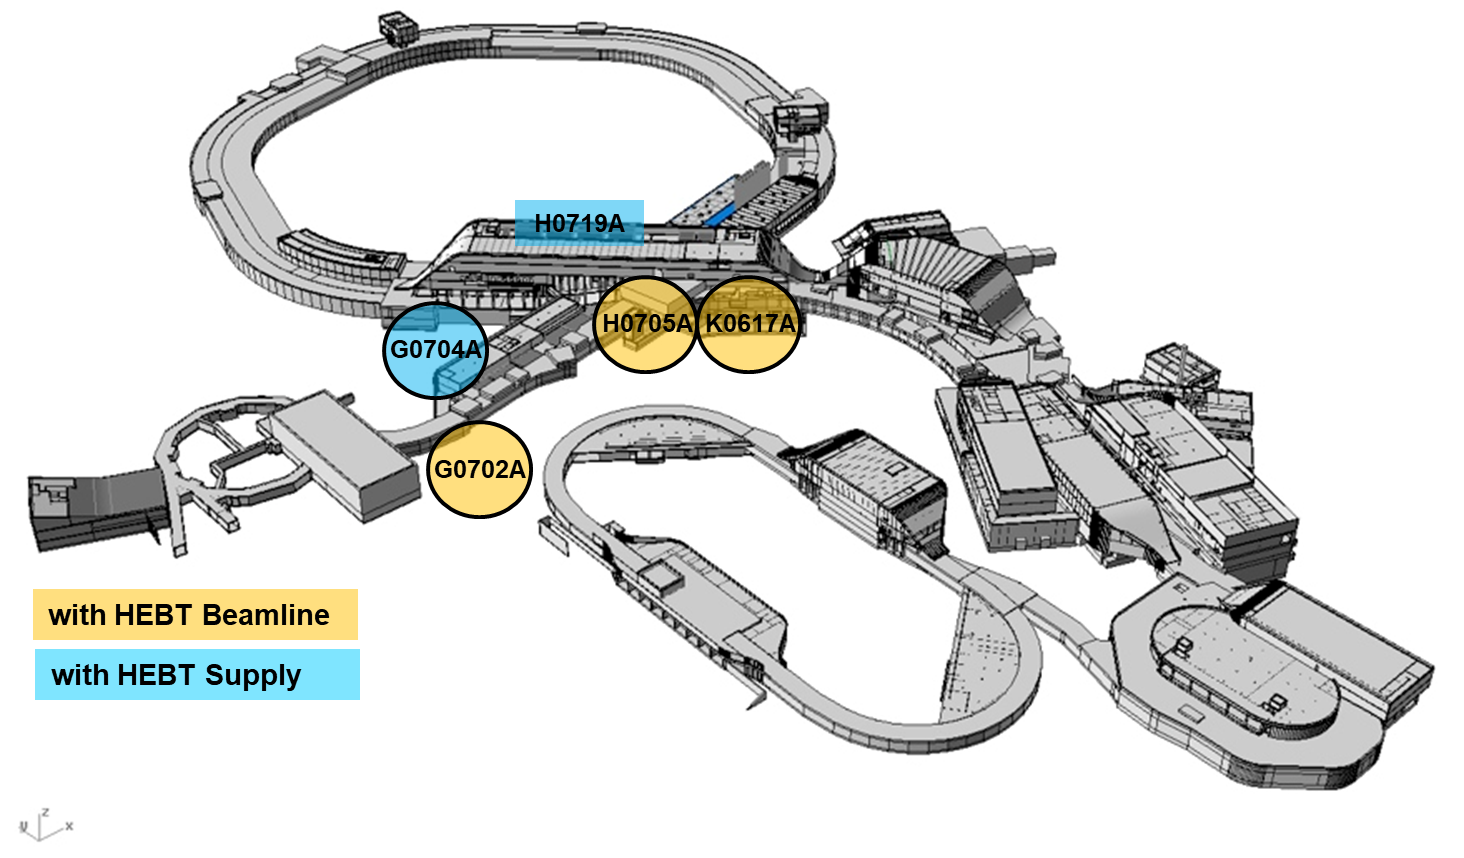 H0719A
H0705A
K0617A
G0704A
G0702A
with HEBT Beamline
with HEBT Supply
z
y
x